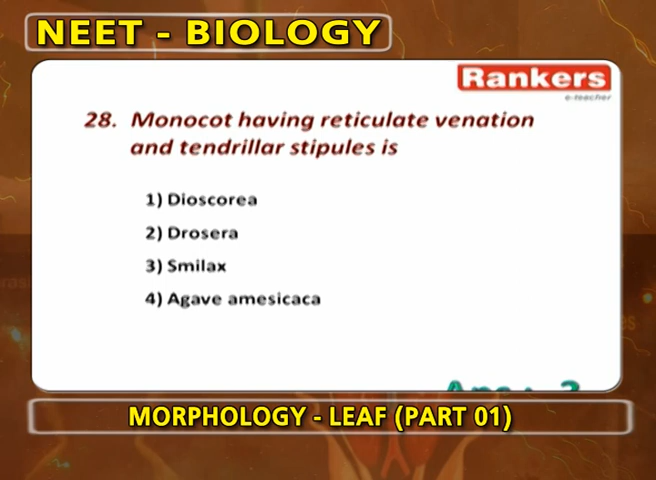 NEET - BIOLOGY
Rankers
e-teacher
28. Monocot having reticulate venation
and tendrillar stipules is
1) Dioscorea
2) Drosera
3) Smilax
4) Agave amesicaca
MORPHOLOGY - LEAF (PART 01)